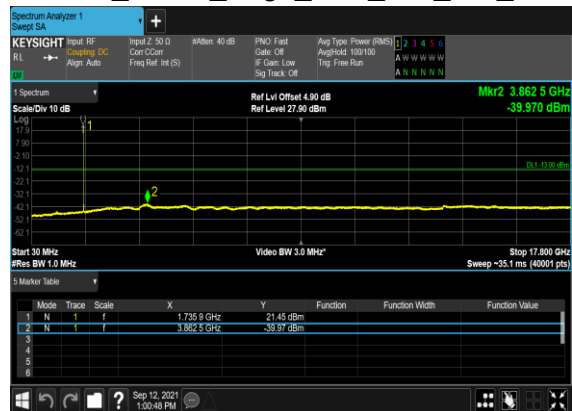 Spectrum Analyzer 1
Swept SA
KEYSIGHT
RL
Input: RF
Coupling: DC
Align: Auto
Input Z: 50 Ω
Corr CCorr
Freq Ref: Int (S)
#Atten: 40 dB
PNO: Fast
Gate: Off
IF Gain: Low
Sig Track: Off
Avg Type: Power (RMS)
Avg|Hold: 100/100
Trig: Free Run
1 2 3 4 5 6
A W W W W W
A N N N N N
1 Spectrum
Scale/Div 10 dB
Ref Lvl Offset 4.90 dB
Ref Level 27.90 dBm
Mkr2 3.862 5 GHz
-39.970 dBm
Log
17.9
7.90
-2.10
-12.1
-22.1
-32.1
-42.1
-52.1
-62.1
1
2
DL1 -13.00 dBm
Start 30 MHz
#Res BW 1.0 MHz
Video BW 3.0 MHz*
Stop 17.800 GHz
Sweep ~35.1 ms (40001 pts)
5 Marker Table
Mode Trace Scale X Y Function Function Width Function Value
1 N 1 f 1.735 9 GHz 21.45 dBm
2 N 1 f 3.862 5 GHz -39.97 dBm
3
4
5
6
?
Sep 12, 2021
1:00:48 PM